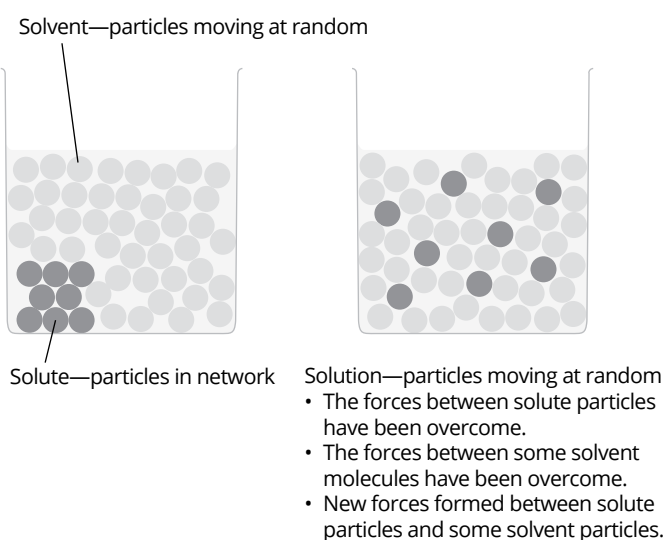 Solvent—particles moving at random
Solute—particles in network
Solution—particles moving at random
• The forces between solute particles
have been overcome.
• The forces between some solvent
molecules have been overcome.
• New forces formed between solute
particles and some solvent particles.